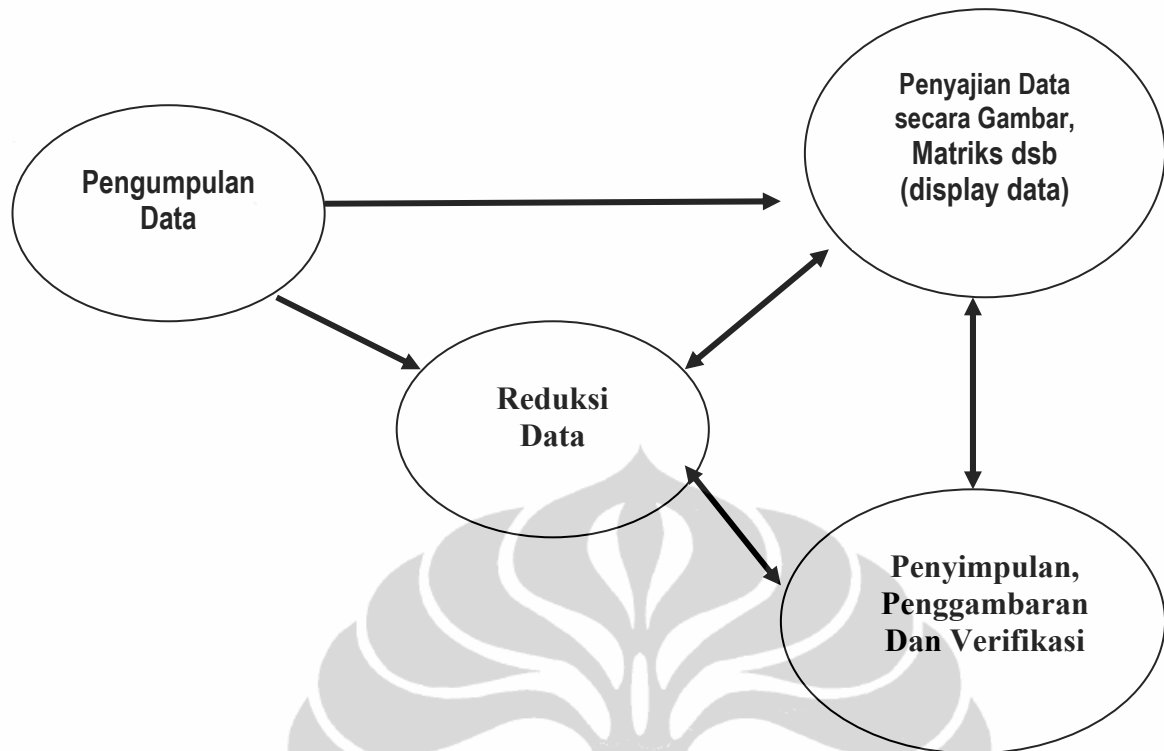 Pengumpulan
Data
Penyajian Data
secara Gambar,
Matriks dsb
(display data)
Reduksi
Data
Penyimpulan,
Penggambaran
Dan Verifikasi